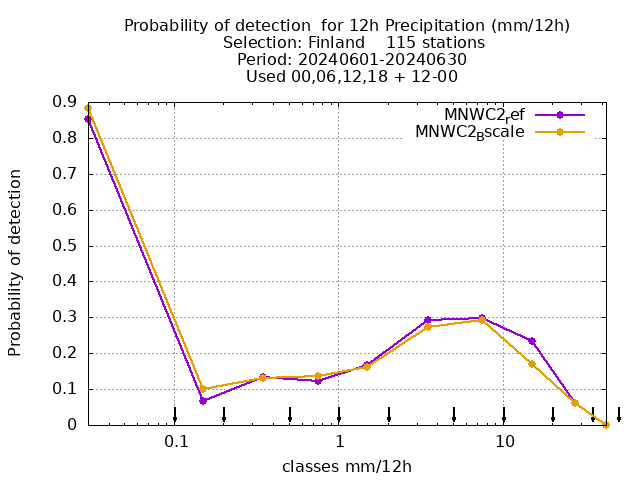 Probability of detection  for 12h Precipitation (mm/12h)
Selection: Finland    115 stations
Period: 20240601-20240630
Used 00,06,12,18 + 12-00
MNWC2ref
MNWC2Bscale
Probability of detection
0.9
0.8
0.7
0.6
0.5
0.4
0.3
0.2
0.1
0
0.1 1 10
classes mm/12h